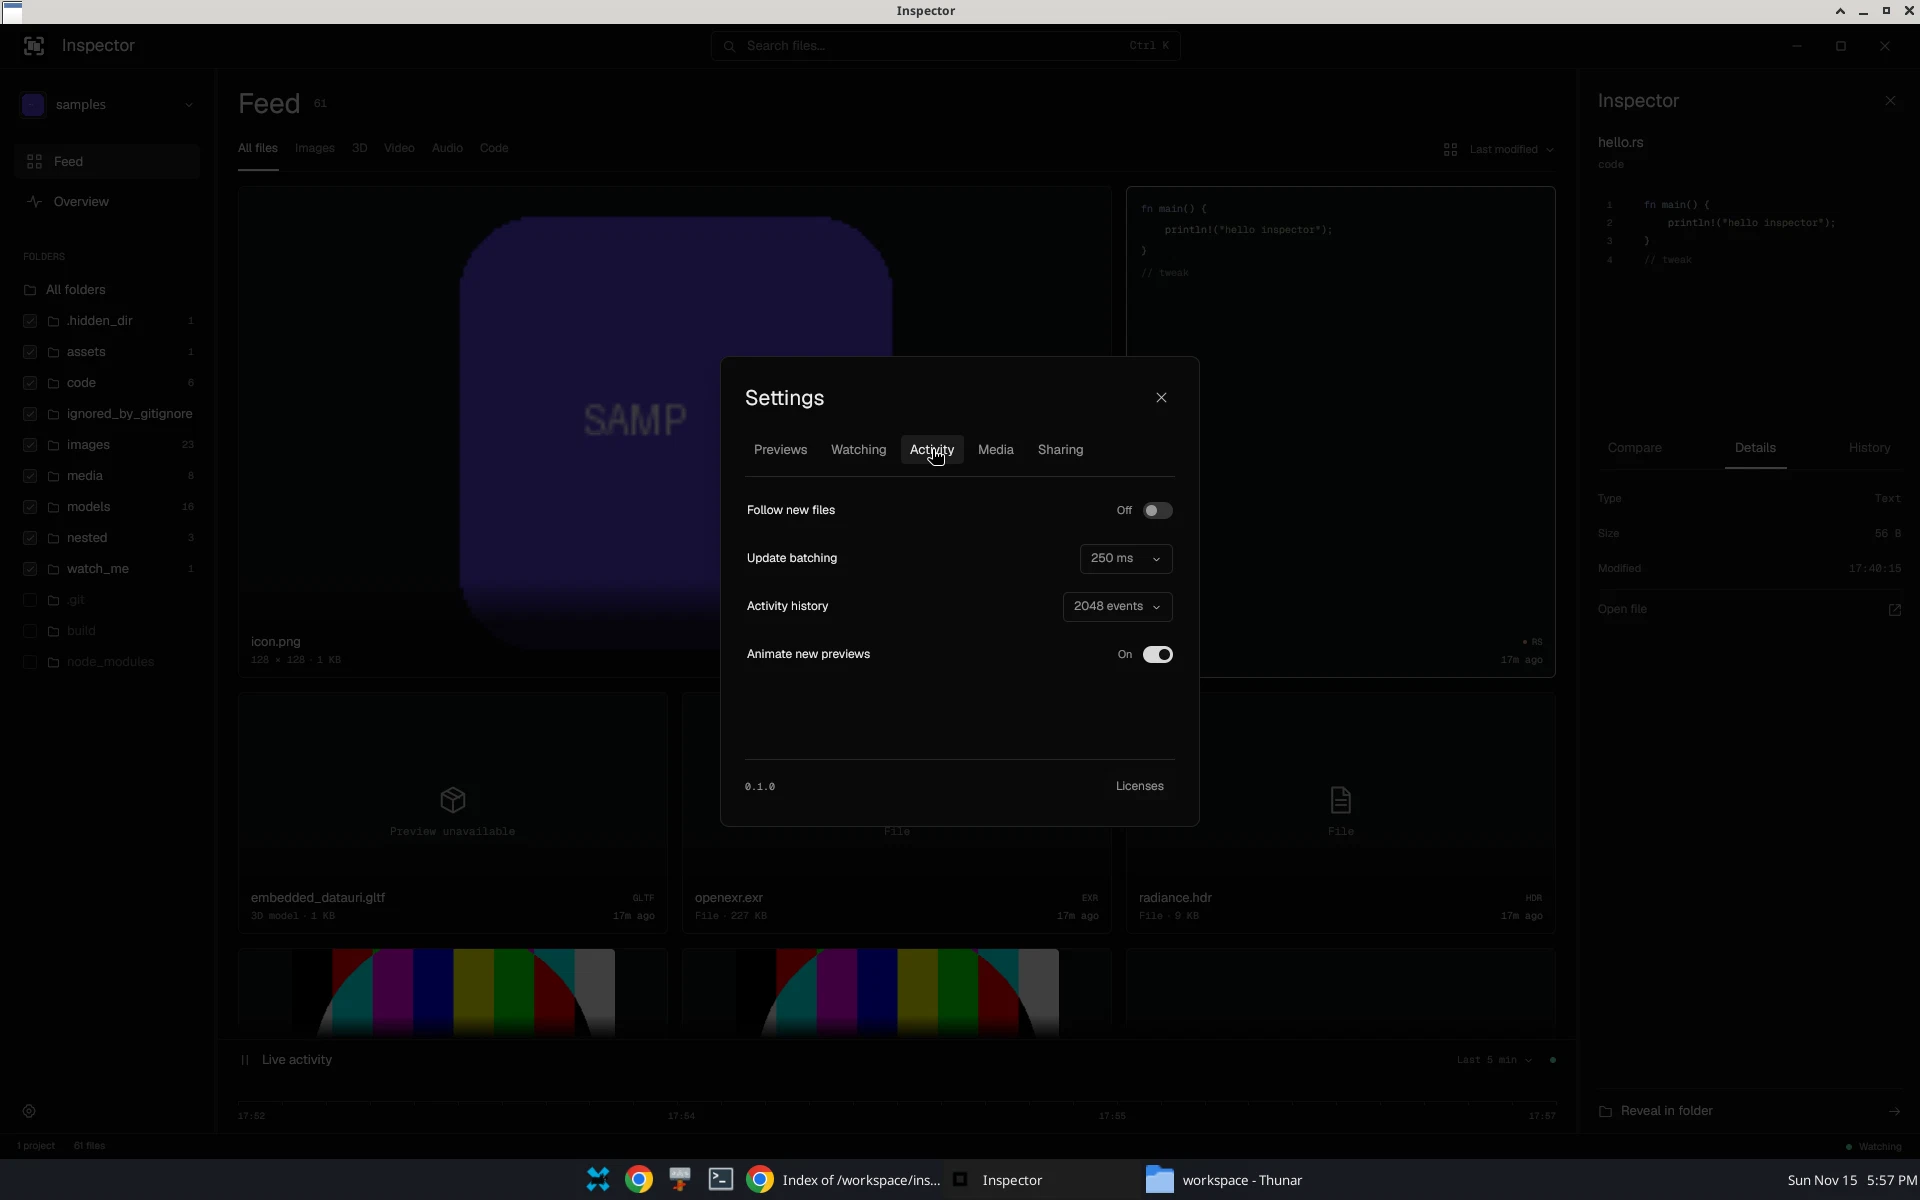 Inspector
Inspector
Search files...
Ctrl K
samples
Feed
Overview
FOLDERS
All folders
.hidden_dir 1
assets 1
code 6
ignored_by_gitignore
images 23
media 8
models 16
nested 3
watch_me 1
.git
build
node_modules
1 project 61 files
Feed 61
All files Images 3D Video Audio Code
Last modified
SAMP
icon.png
128 × 128 · 1 KB
fn main() {
println!("hello inspector");
}
// tweak
RS
17m ago
Preview unavailable
embedded_datauri.gltf GLTF
3D model · 1 KB 17m ago
File
openexr.exr EXR
File · 227 KB 17m ago
File
radiance.hdr HDR
File · 9 KB 17m ago
Live activity
Last 5 min
17:52 17:54 17:55 17:57
Settings
Previews Watching Activity Media Sharing
Follow new files Off
Update batching 250 ms
Activity history 2048 events
Animate new previews On
0.1.0 Licenses
Inspector
hello.rs
code
1 fn main() {
2 println!("hello inspector");
3 }
4 // tweak
Compare Details History
Type Text
Size 56 B
Modified 17:40:15
Open file
Reveal in folder
Watching
Index of /workspace/ins...
Inspector
workspace - Thunar
Sun Nov 15 5:57 PM